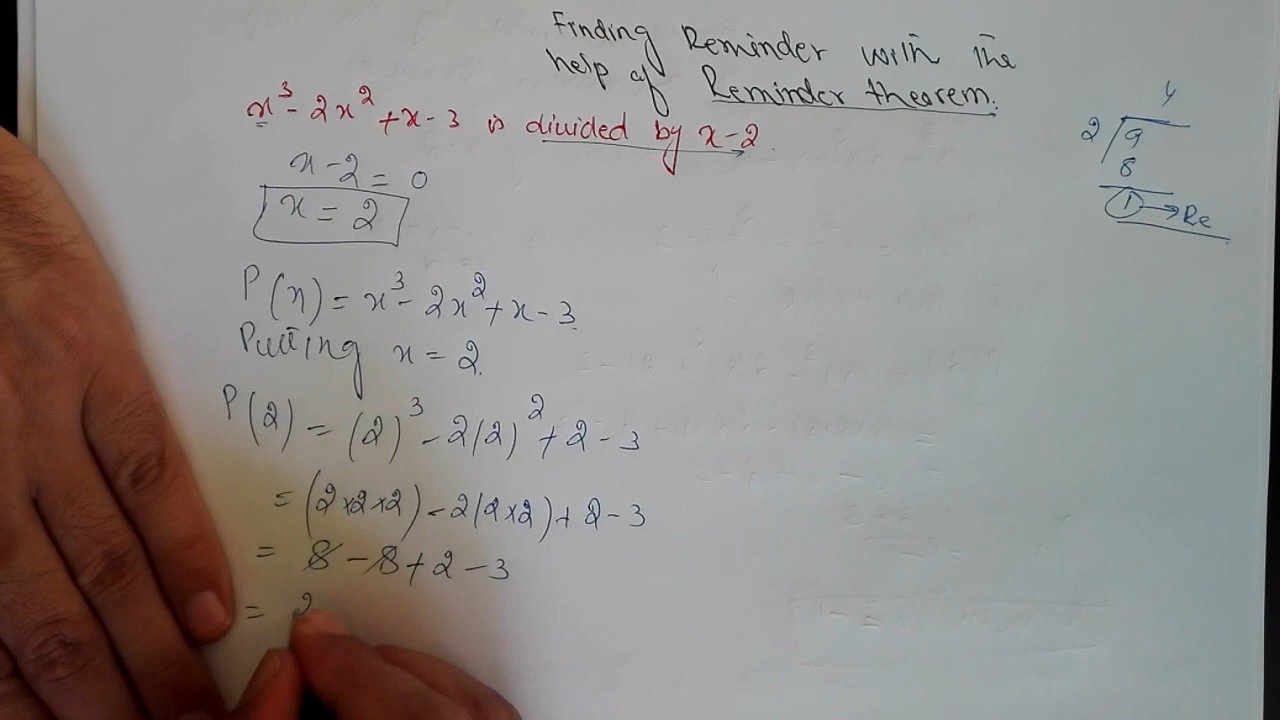 Finding Reminder with the
help of Reminder theorem.
x³ - 2x² + x - 3 is divided by x - 2.
x - 2 = 0
x = 2
P(x) = x³ - 2x² + x - 3.
Putting x = 2.
P(2) = (2)³ - 2(2)² + 2 - 3
= (2×2×2) - 2(2×2) + 2 - 3
= 8 - 8 + 2 - 3
= 2
4
2 9
8
1 → Re